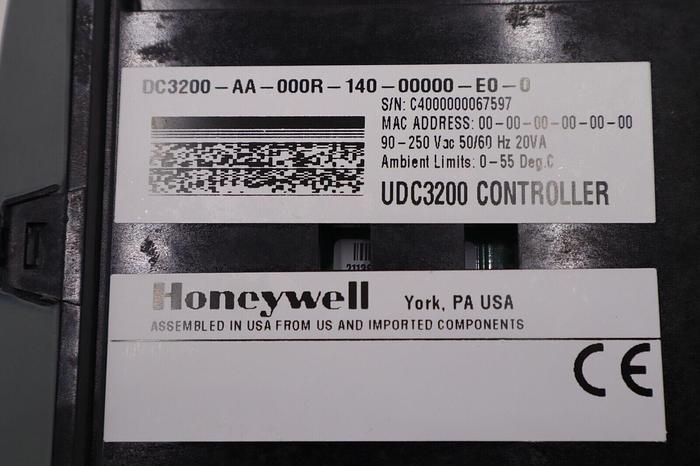 DC3200-AA-000R-140-00000-E0-0
S/N: C4000000067597
MAC ADDRESS: 00-00-00-00-00-00
90-250 Vac 50/60 Hz 20VA
Ambient Limits: 0-55 Deg.C
UDC3200 CONTROLLER
Honeywell York, PA USA
ASSEMBLED IN USA FROM US AND IMPORTED COMPONENTS
CE